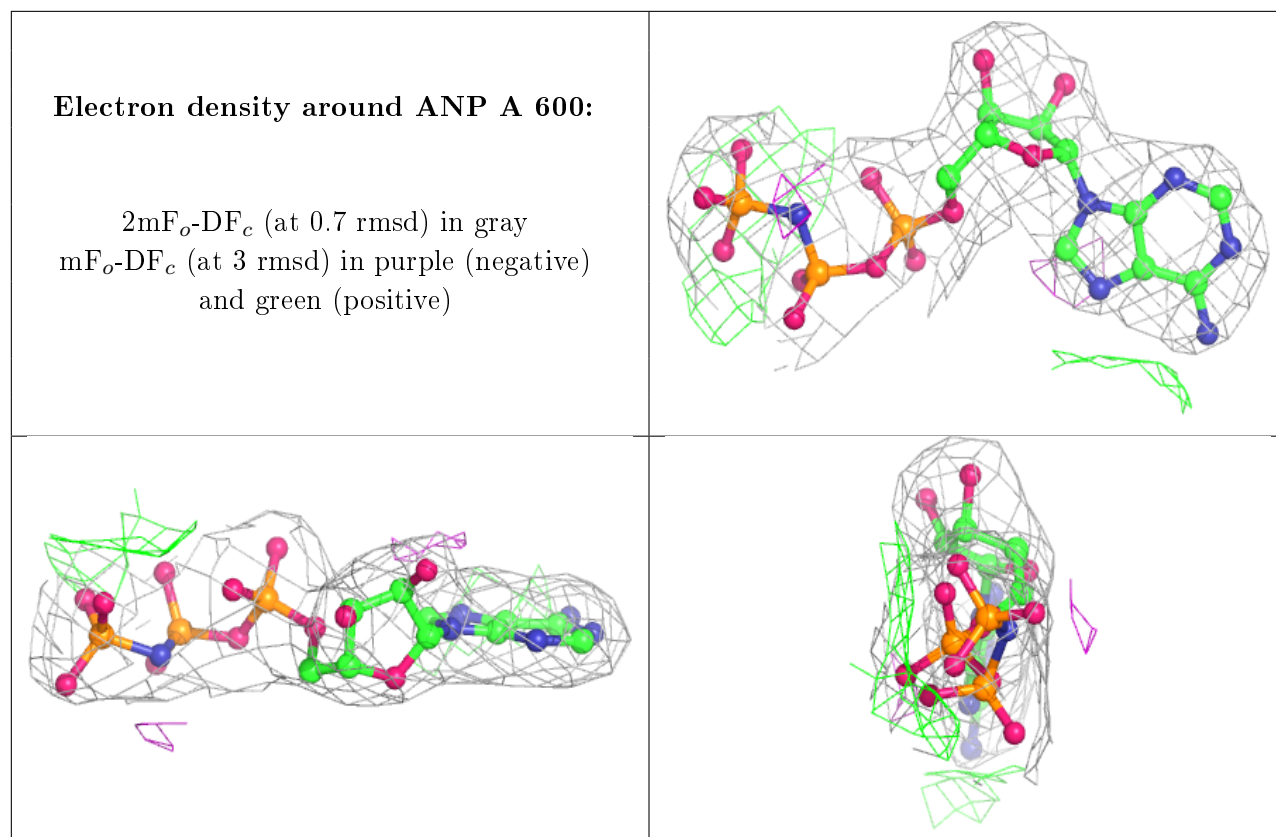 Electron density around ANP A 600:
2mFo-DFc (at 0.7 rmsd) in gray
mFo-DFc (at 3 rmsd) in purple (negative)
and green (positive)